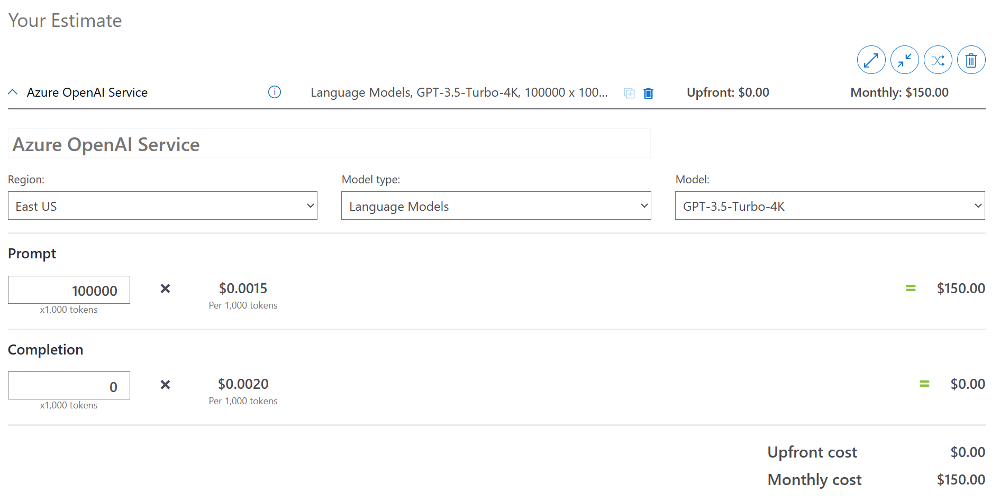 Your Estimate
Azure OpenAI Service Language Models, GPT-3.5-Turbo-4K, 100000 x 100... Upfront: $0.00 Monthly: $150.00
Azure OpenAI Service
Region: Model type: Model:
East US Language Models GPT-3.5-Turbo-4K
Prompt
100000 × $0.0015 = $150.00
x1,000 tokens Per 1,000 tokens
Completion
0 × $0.0020 = $0.00
x1,000 tokens Per 1,000 tokens
Upfront cost $0.00
Monthly cost $150.00